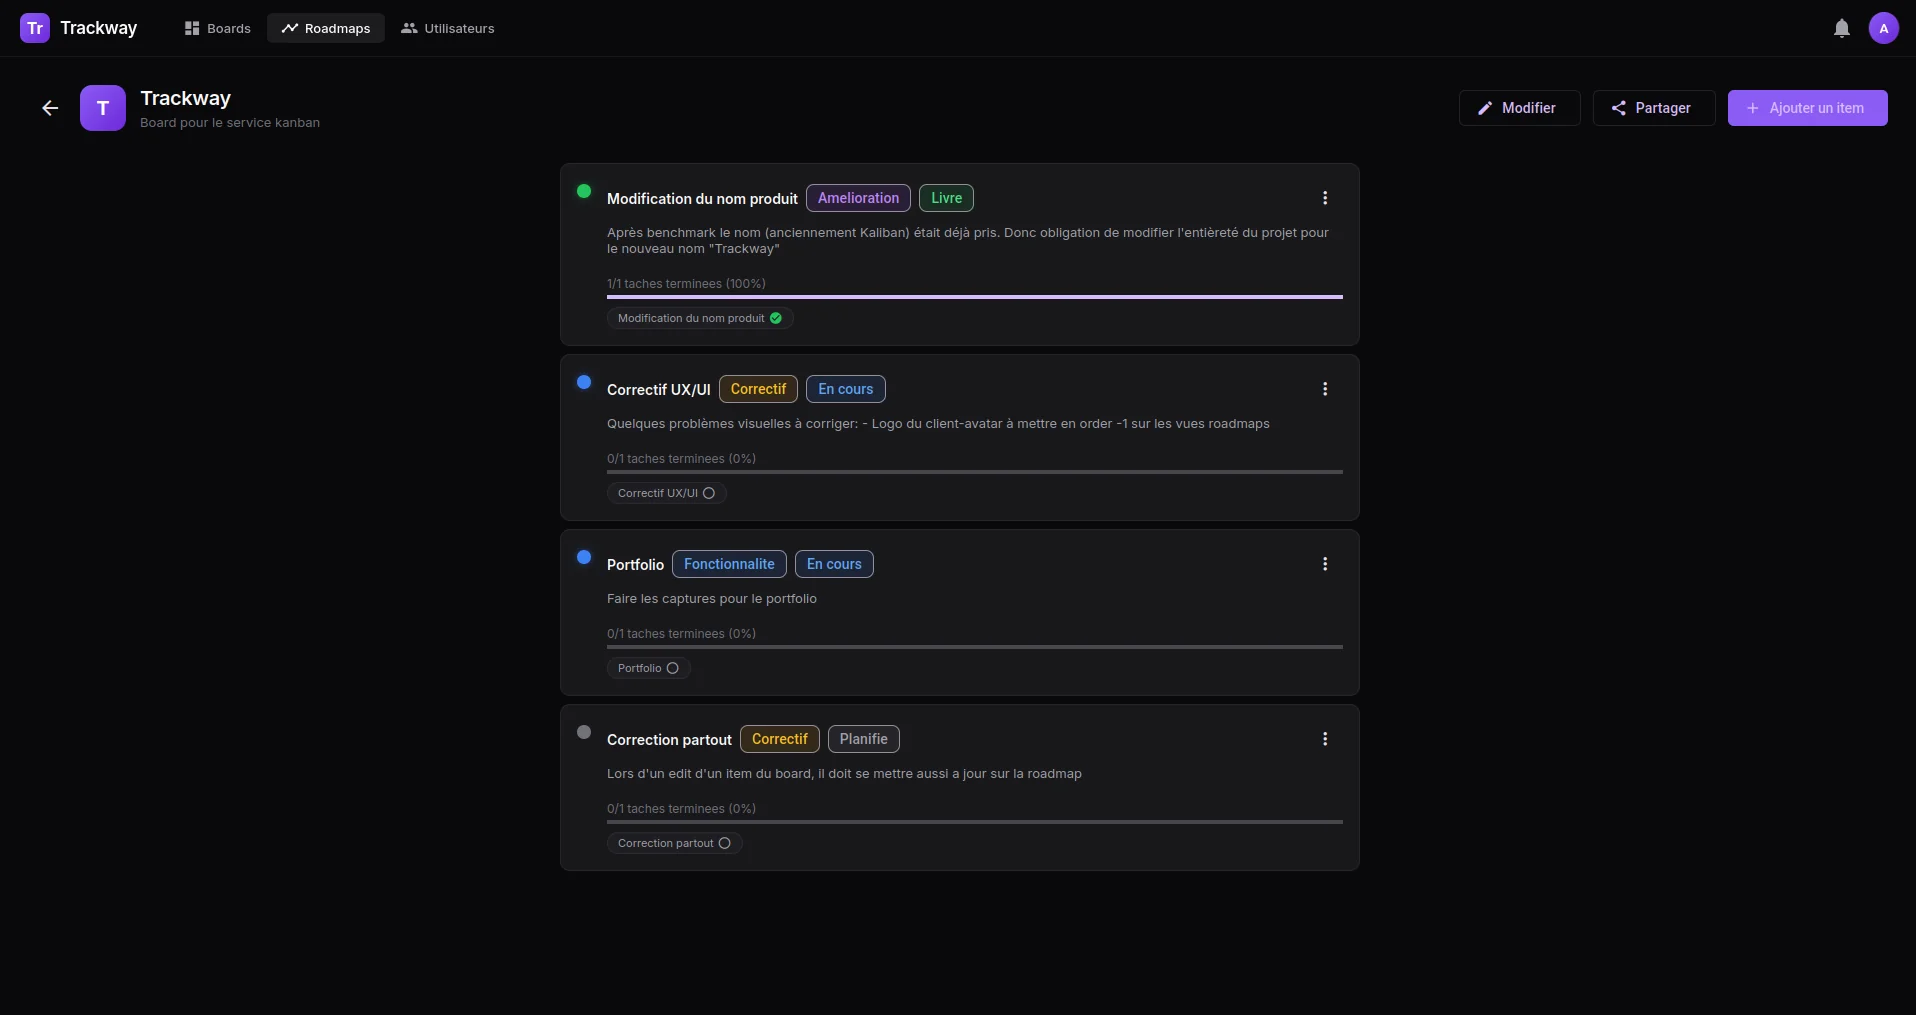 Tr Trackway Boards Roadmaps Utilisateurs A
T Trackway
Board pour le service kanban
Modifier Partager + Ajouter un item
Modification du nom produit Amelioration Livre
Après benchmark le nom (anciennement Kaliban) était déjà pris. Donc obligation de modifier l'entièreté du projet pour
le nouveau nom "Trackway"
1/1 taches terminees (100%)
Modification du nom produit
Correctif UX/UI Correctif En cours
Quelques problèmes visuelles à corriger: - Logo du client-avatar à mettre en order -1 sur les vues roadmaps
0/1 taches terminees (0%)
Correctif UX/UI
Portfolio Fonctionnalite En cours
Faire les captures pour le portfolio
0/1 taches terminees (0%)
Portfolio
Correction partout Correctif Planifie
Lors d'un edit d'un item du board, il doit se mettre aussi a jour sur la roadmap
0/1 taches terminees (0%)
Correction partout